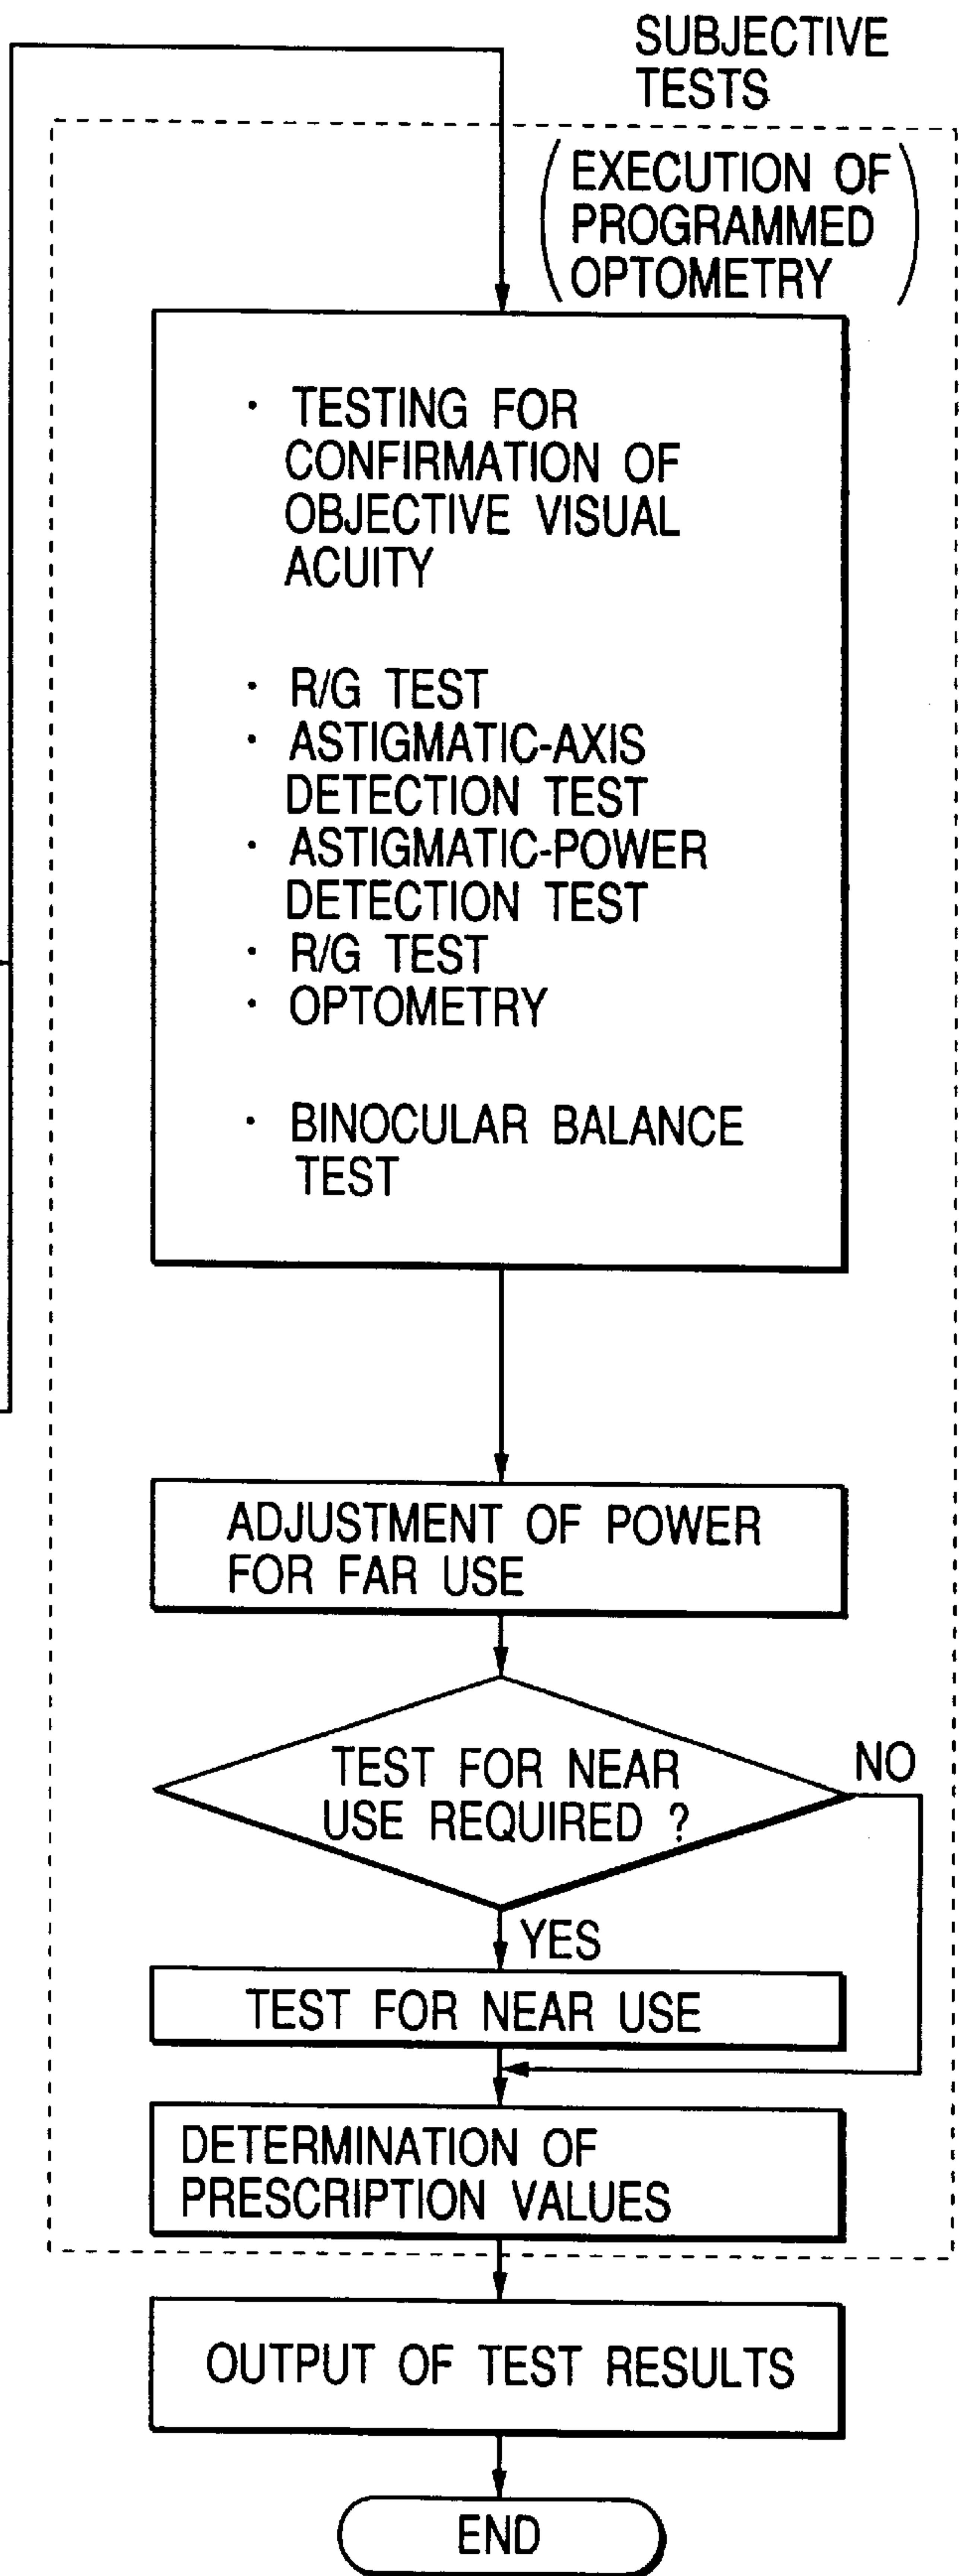 SUBJECTIVE
TESTS
(EXECUTION OF
PROGRAMMED
OPTOMETRY)
· TESTING FOR
CONFIRMATION OF
OBJECTIVE VISUAL
ACUITY
· R/G TEST
· ASTIGMATIC-AXIS
DETECTION TEST
· ASTIGMATIC-POWER
DETECTION TEST
· R/G TEST
· OPTOMETRY
· BINOCULAR BALANCE
TEST
ADJUSTMENT OF POWER
FOR FAR USE
TEST FOR NEAR
USE REQUIRED ?
NO
YES
TEST FOR NEAR USE
DETERMINATION OF
PRESCRIPTION VALUES
OUTPUT OF TEST RESULTS
END